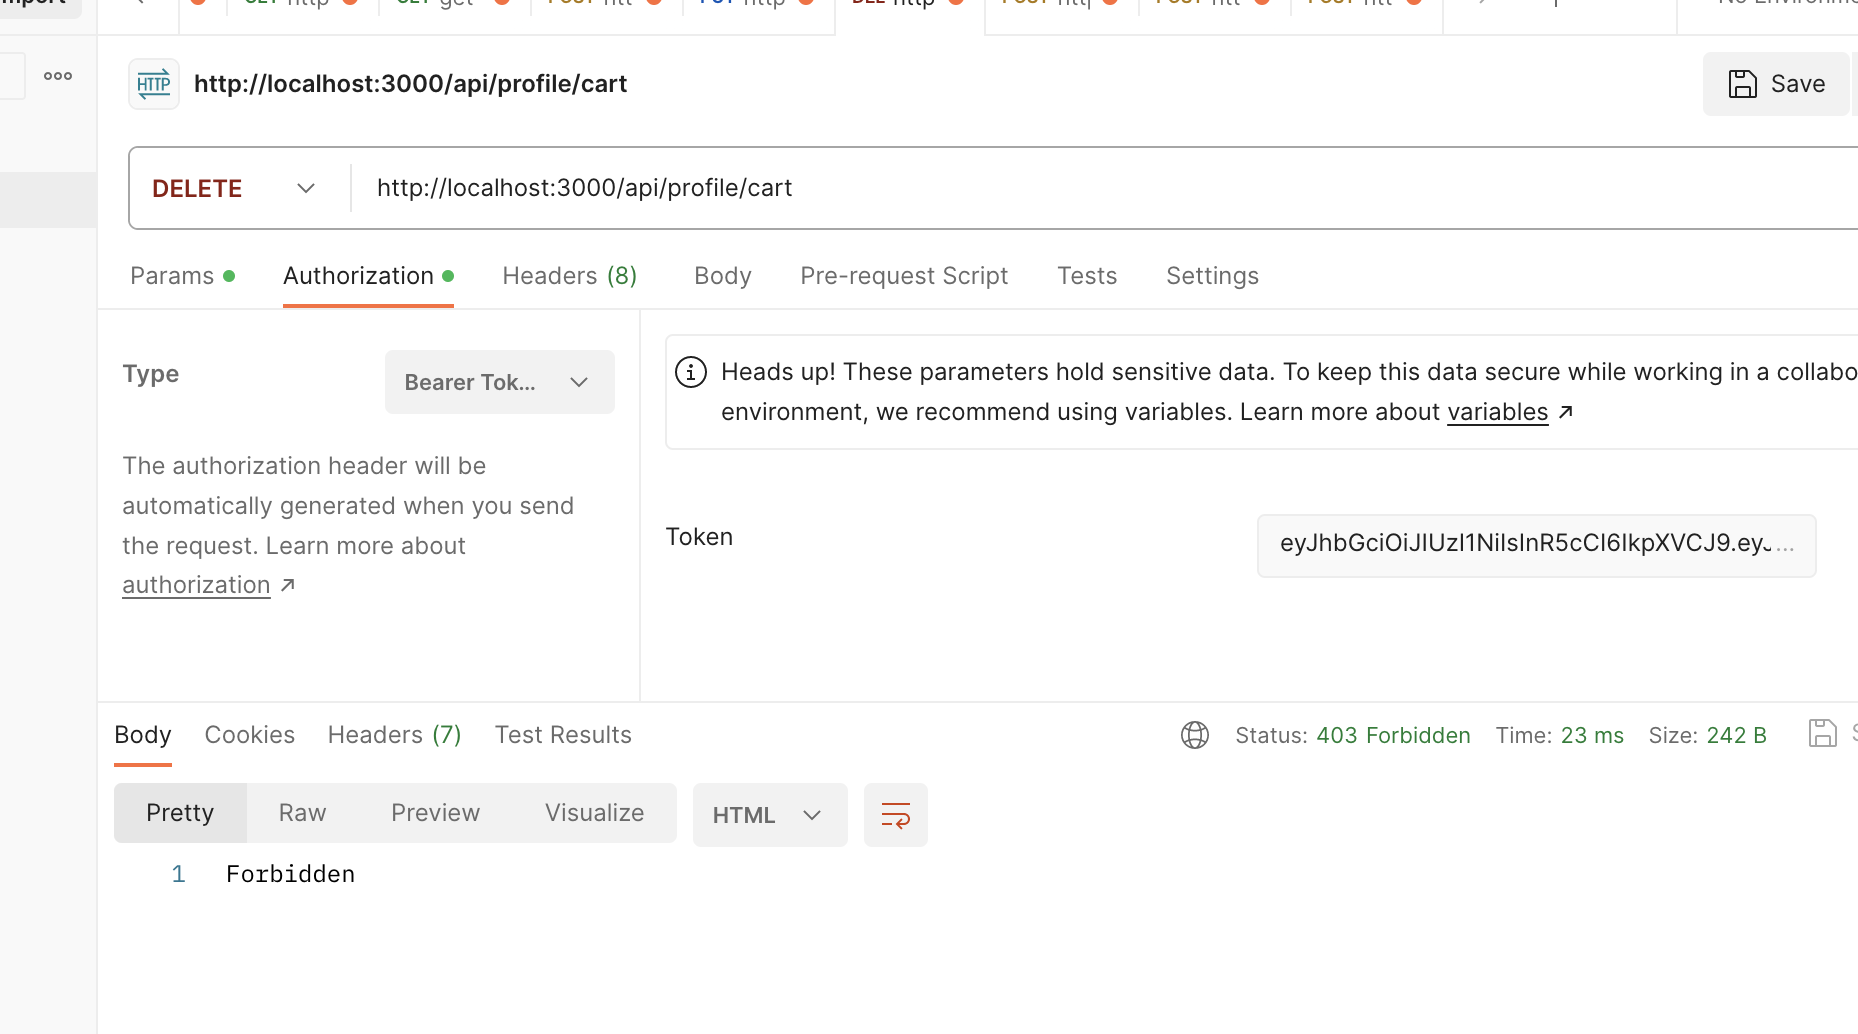 http://localhost:3000/api/profile/cart
Save
DELETE
http://localhost:3000/api/profile/cart
Params
Authorization
Headers (8)
Body
Pre-request Script
Tests
Settings
Type
Bearer Tok...
The authorization header will be
automatically generated when you send
the request. Learn more about
authorization ↗
Heads up! These parameters hold sensitive data. To keep this data secure while working in a collabo
environment, we recommend using variables. Learn more about variables ↗
Token
eyJhbGciOiJIUzI1NiIsInR5cCI6IkpXVCJ9.eyJ...
Body
Cookies
Headers (7)
Test Results
Status: 403 Forbidden
Time: 23 ms
Size: 242 B
Pretty
Raw
Preview
Visualize
HTML
1 Forbidden